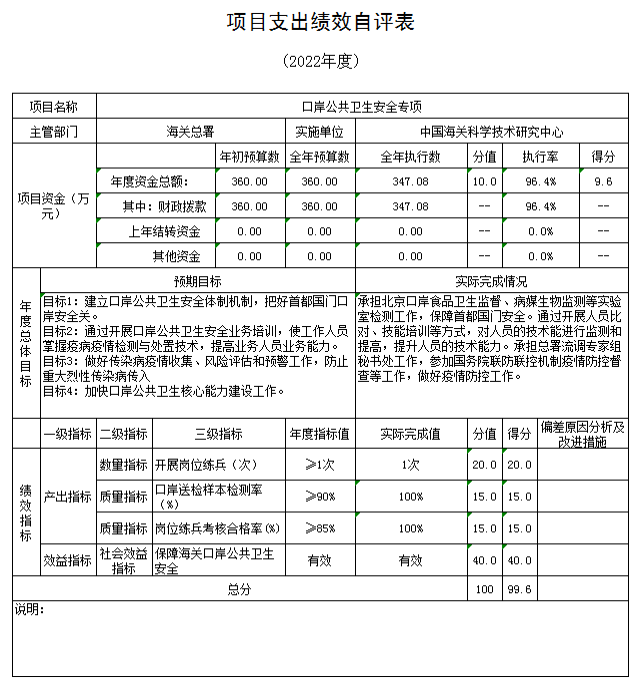 项目支出绩效自评表
（2022年度）
项目名称 口岸公共卫生安全专项
主管部门 海关总署 实施单位 中国海关科学技术研究中心
项目资金（万元） 年初预算数 全年预算数 全年执行数 分值 执行率 得分
年度资金总额： 360.00 360.00 347.08 10.0 96.4% 9.6
其中：财政拨款 360.00 360.00 347.08 -- 96.4% --
上年结转资金 0.00 0.00 0.00 -- 0.0% --
其他资金 0.00 0.00 0.00 -- 0.0% --
年度总体目标
预期目标 实际完成情况
目标1：建立口岸公共卫生安全体制机制，把好首都国门口
岸安全关。
目标2：通过开展口岸公共卫生安全业务培训，使工作人员
掌握疫病疫情检测与处置技术，提高业务人员业务能力。
目标3：做好传染病疫情收集、风险评估和预警工作，防止
重大烈性传染病传入
目标4：加快口岸公共卫生核心能力建设工作。
承担北京口岸食品卫生监督、病媒生物监测等实验
室检测工作，保障首都国门安全。通过开展人员比
对、技能培训等方式，对人员的技术能进行监测和
提高，提升人员的技术能力。承担总署流调专家组
秘书处工作，参加国务院联防联控机制疫情防控督
查等工作，做好疫情防控工作。
绩效指标
一级指标 二级指标 三级指标 年度指标值 实际完成值 分值 得分 偏差原因分析及改进措施
产出指标 数量指标 开展岗位练兵（次） ≥1次 1次 20.0 20.0
质量指标 口岸送检样本检测率（%） ≥90% 100% 15.0 15.0
质量指标 岗位练兵考核合格率(%) ≥85% 100% 15.0 15.0
效益指标 社会效益指标 保障海关口岸公共卫生安全 有效 有效 40.0 40.0
总分 100 99.6
说明：